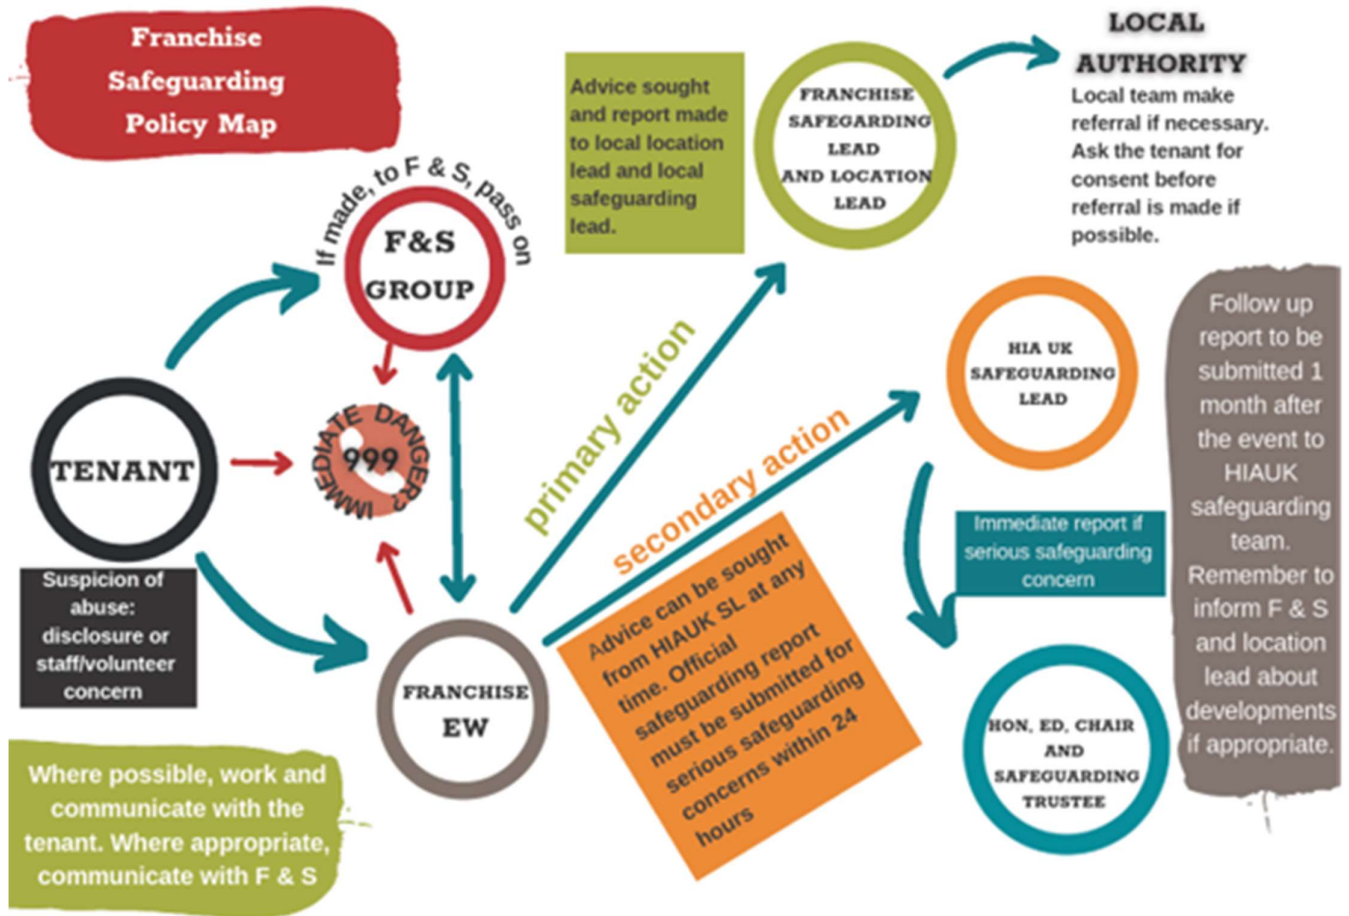 Franchise
Safeguarding
Policy Map
If made, to F & S, pass on
F&S
GROUP
TENANT
IMMEDIATE DANGER?
999
Suspicion of
abuse:
disclosure or
staff/volunteer
concern
FRANCHISE
EW
Where possible, work and
communicate with the
tenant. Where appropriate,
communicate with F & S
primary action
secondary action
Advice sought
and report made
to local location
lead and local
safeguarding
lead.
FRANCHISE
SAFEGARDING
LEAD
AND LOCATION
LEAD
LOCAL
AUTHORITY
Local team make
referral if necessary.
Ask the tenant for
consent before
referral is made if
possible.
Advice can be sought
from HIAUK SL at any
time. Official
safeguarding report
must be submitted for
serious safeguarding
concerns within 24
hours
HIA UK
SAFEGUARDING
LEAD
Immediate report if
serious safeguarding
concern
HON, ED, CHAIR
AND
SAFEGUARDING
TRUSTEE
Follow up
report to be
submitted 1
month after
the event to
HIAUK
safeguarding
team.
Remember to
inform F & S
and location
lead about
developments
if appropriate.